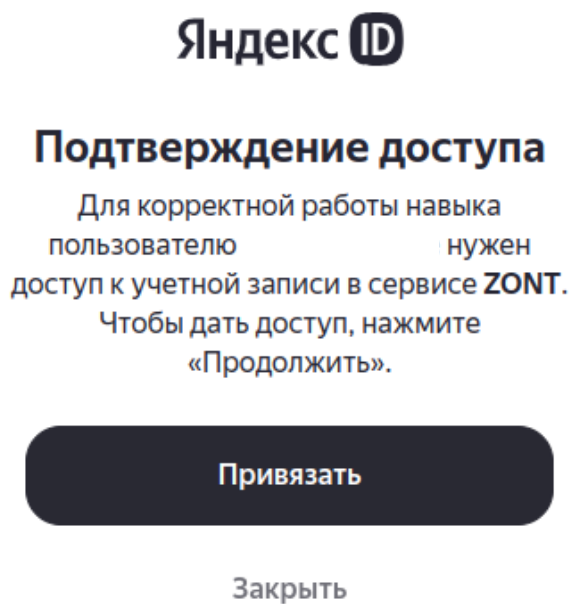 Яндекс ID
Подтверждение доступа
Для корректной работы навыка
пользователю нужен
доступ к учетной записи в сервисе ZONT.
Чтобы дать доступ, нажмите
«Продолжить».
Привязать
Закрыть